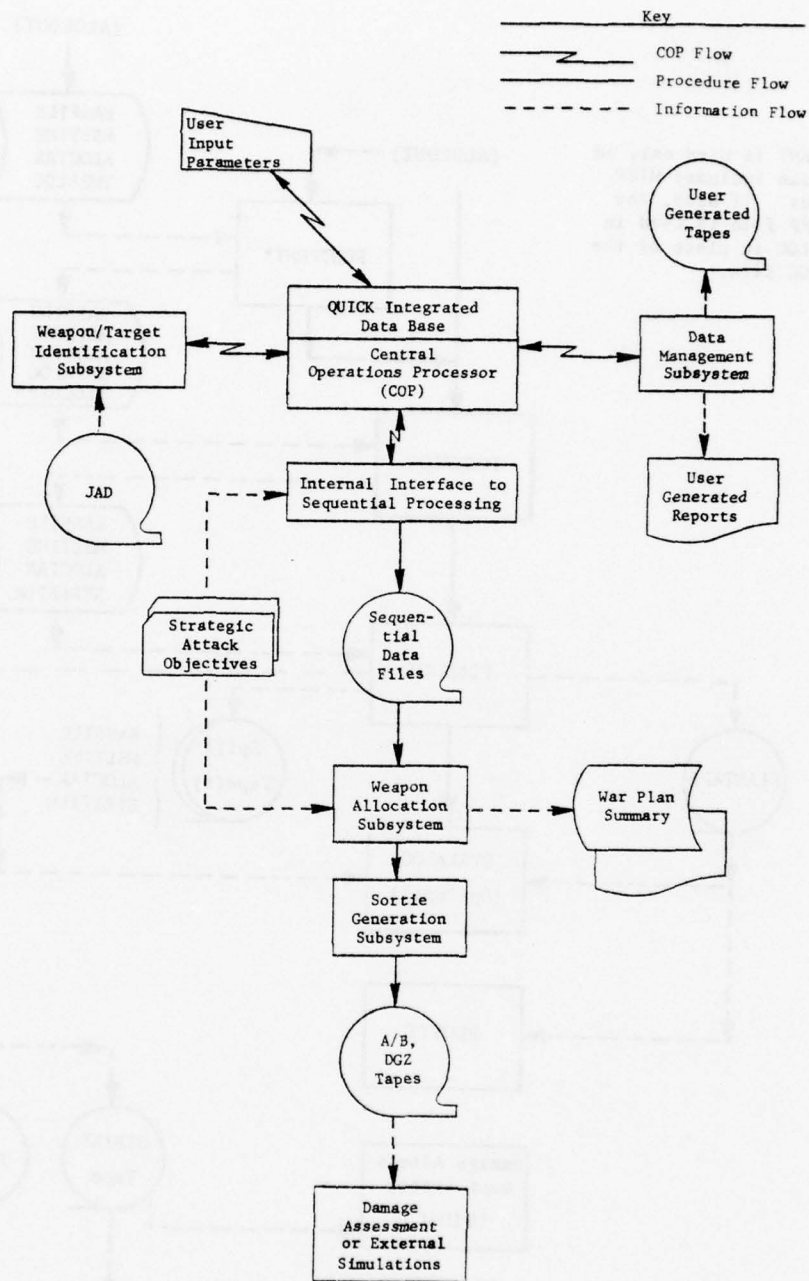 Key
COP Flow
Procedure Flow
Information Flow
User
Input
Parameters
User
Generated
Tapes
QUICK Integrated
Data Base
Central
Operations Processor
(COP)
Weapon/Target
Identification
Subsystem
Data
Management
Subsystem
JAD
User
Generated
Reports
Internal Interface to
Sequential Processing
Strategic
Attack
Objectives
Sequen-
tial
Data
Files
Weapon
Allocation
Subsystem
War Plan
Summary
Sortie
Generation
Subsystem
A/B,
DGZ
Tapes
Damage
Assessment
or External
Simulations